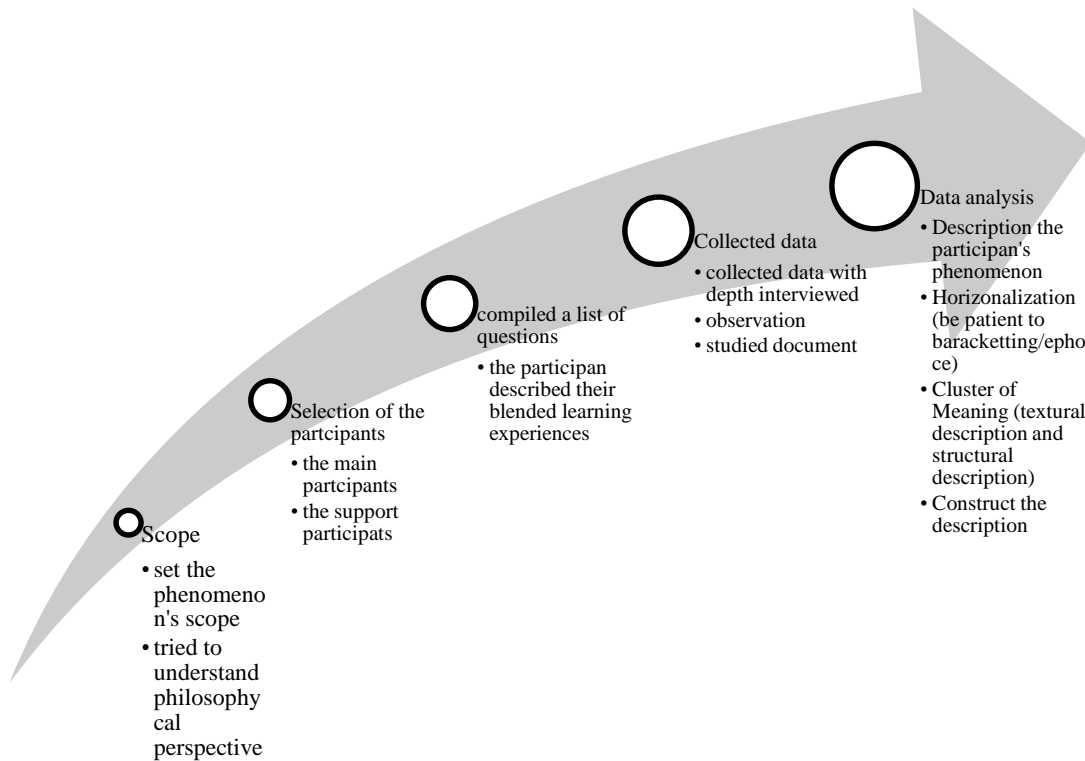 Scope
• set the
phenomeno
n's scope
• tried to
understand
philosophy
cal
perspective
Selection of the
partcipants
• the main
partcipants
• the support
participats
compiled a list of
questions
• the participan
described their
blended learning
experiences
Collected data
• collected data with
depth interviewed
• observation
• studied document
Data analysis
• Description the
participan's
phenomenon
• Horizonalization
(be patient to
baracketting/epho
ce)
• Cluster of
Meaning (textural
description and
structural
description)
• Construct the
description